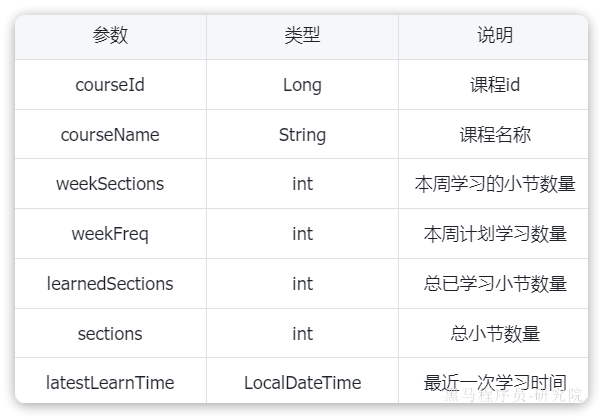 参数 类型 说明
courseId Long 课程id
courseName String 课程名称
weekSections int 本周学习的小节数量
weekFreq int 本周计划学习数量
learnedSections int 总已学习小节数量
sections int 总小节数量
latestLearnTime LocalDateTime 最近一次学习时间
黑马程序员-研究院